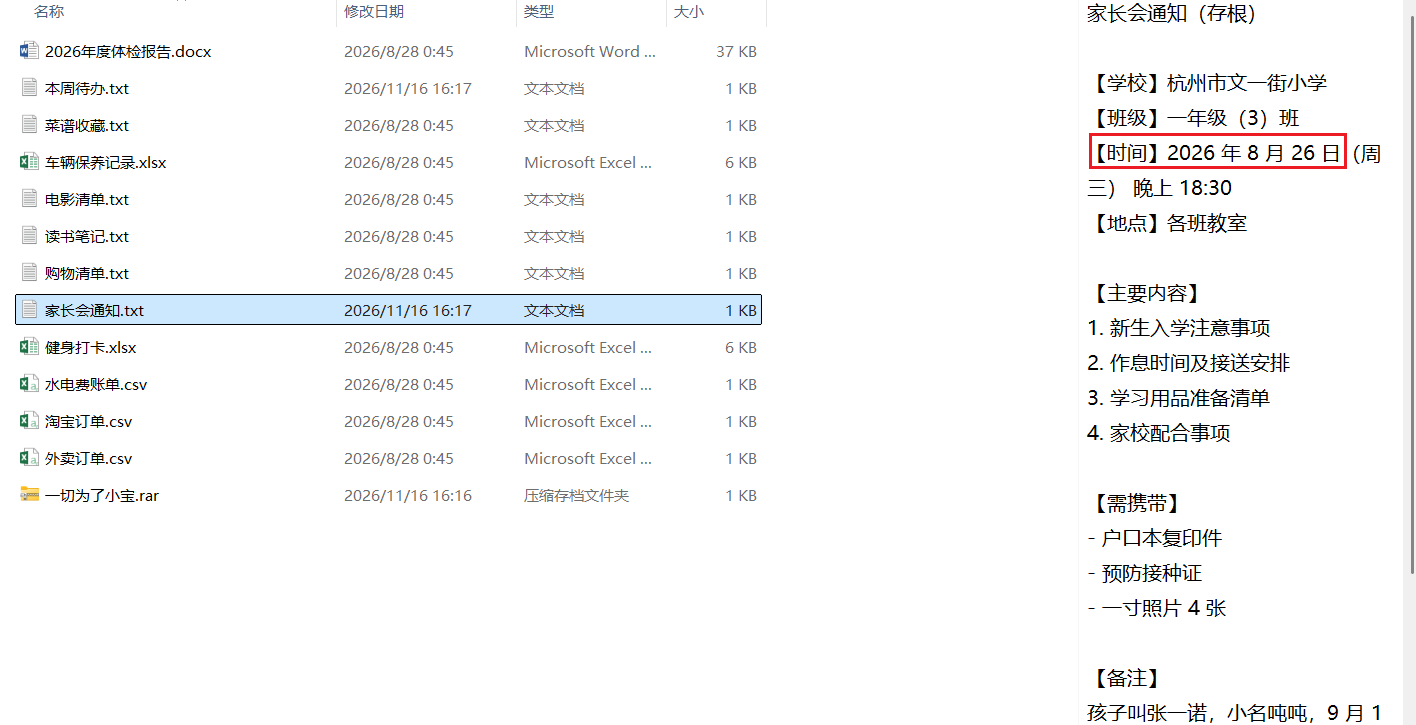 名称 修改日期 类型 大小
2026年度体检报告.docx 2026/8/28 0:45 Microsoft Word ... 37 KB
本周待办.txt 2026/11/16 16:17 文本文档 1 KB
菜谱收藏.txt 2026/8/28 0:45 文本文档 1 KB
车辆保养记录.xlsx 2026/8/28 0:45 Microsoft Excel ... 6 KB
电影清单.txt 2026/8/28 0:45 文本文档 1 KB
读书笔记.txt 2026/8/28 0:45 文本文档 1 KB
购物清单.txt 2026/8/28 0:45 文本文档 1 KB
家长会通知.txt 2026/11/16 16:17 文本文档 1 KB
健身打卡.xlsx 2026/8/28 0:45 Microsoft Excel ... 6 KB
水电费账单.csv 2026/8/28 0:45 Microsoft Excel ... 1 KB
淘宝订单.csv 2026/8/28 0:45 Microsoft Excel ... 1 KB
外卖订单.csv 2026/8/28 0:45 Microsoft Excel ... 1 KB
一切为了小宝.rar 2026/11/16 16:16 压缩存档文件夹 1 KB
家长会通知（存根）
【学校】杭州市文一街小学
【班级】一年级（3）班
【时间】2026 年 8 月 26 日（周
三） 晚上 18:30
【地点】各班教室
【主要内容】
1. 新生入学注意事项
2. 作息时间及接送安排
3. 学习用品准备清单
4. 家校配合事项
【需携带】
- 户口本复印件
- 预防接种证
- 一寸照片 4 张
【备注】
孩子叫张一诺，小名吨吨，9 月 1